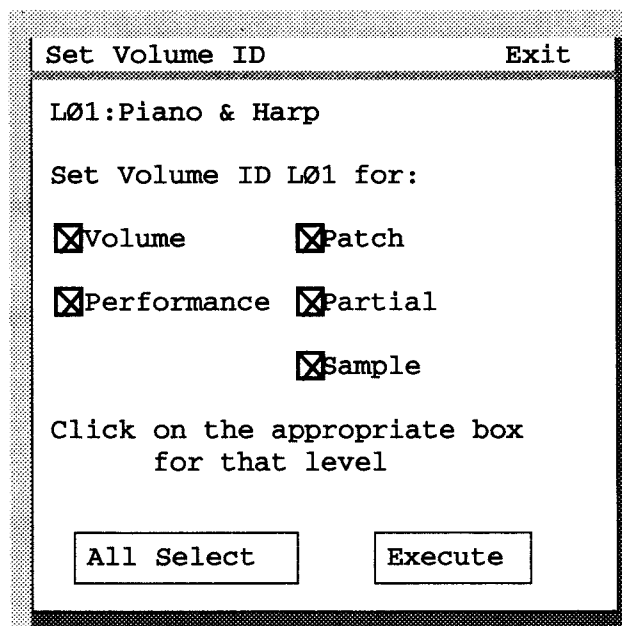 Set Volume ID Exit
LØ1:Piano & Harp
Set Volume ID LØ1 for:
Volume Patch
Performance Partial
Sample
Click on the appropriate box
for that level
All Select Execute